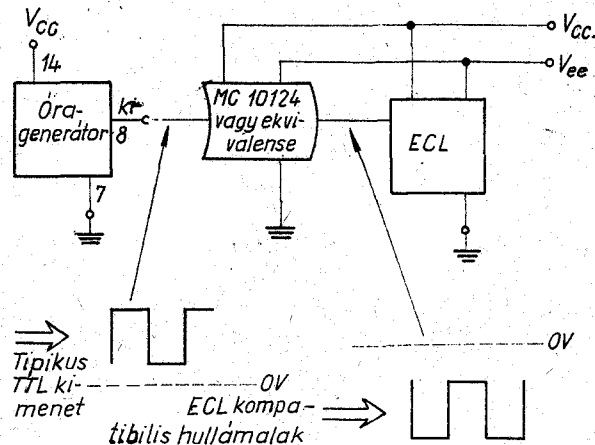 V_CG
14
Óra-
generátor
ki
8
7
MC 10124
vagy ekvi-
valense
ECL
V_CC.
V_ee
0V
Tipikus
TTL ki-
menet
0V
ECL kompa-
tibilis hullámalak